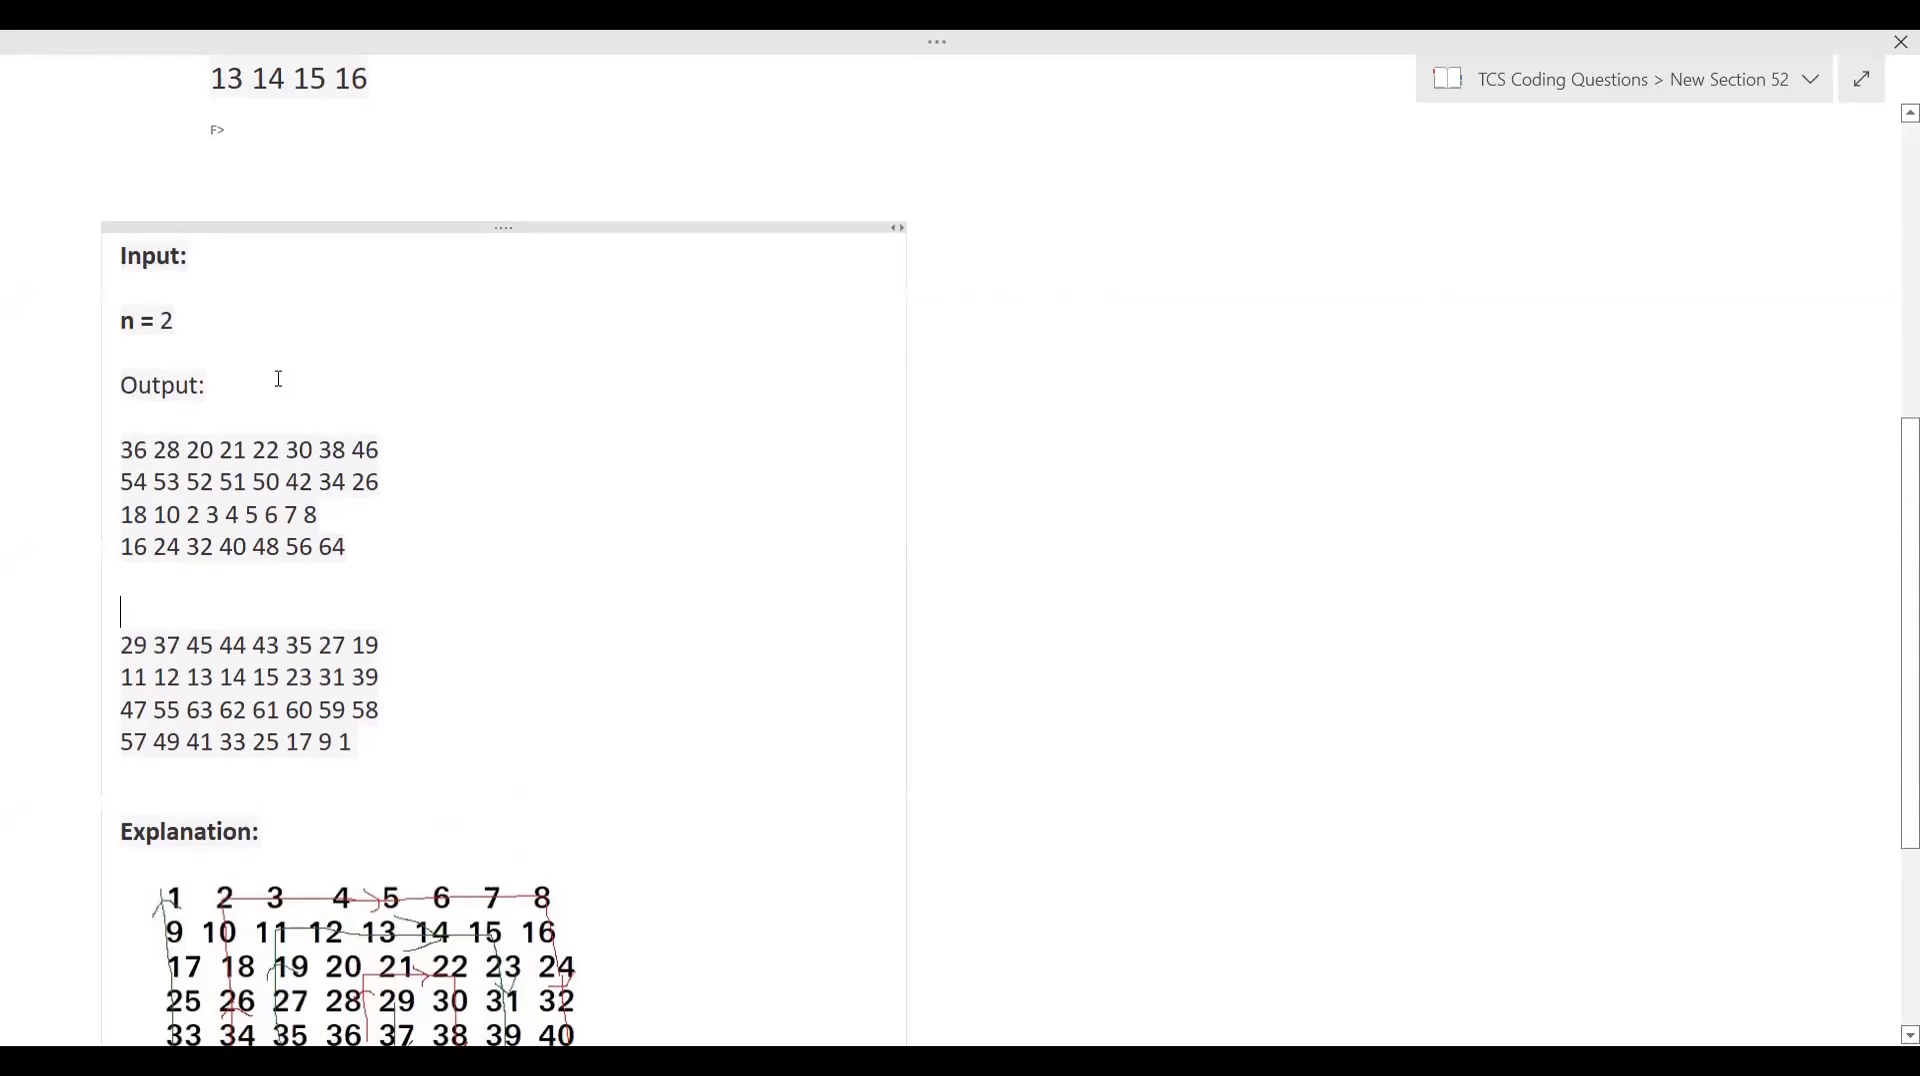 13 14 15 16
TCS Coding Questions > New Section 52
F>
Input:
n = 2
Output:
36 28 20 21 22 30 38 46
54 53 52 51 50 42 34 26
18 10 2 3 4 5 6 7 8
16 24 32 40 48 56 64
29 37 45 44 43 35 27 19
11 12 13 14 15 23 31 39
47 55 63 62 61 60 59 58
57 49 41 33 25 17 9 1
Explanation:
1 2 3 4 5 6 7 8
9 10 11 12 13 14 15 16
17 18 19 20 21 22 23 24
25 26 27 28 29 30 31 32
33 34 35 36 37 38 39 40